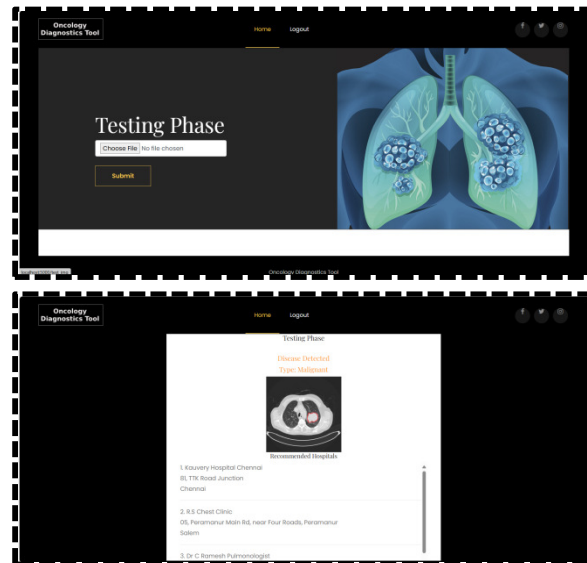 Oncology
Diagnostics Tool
Home Logout
Testing Phase
Choose File No file chosen
Submit
Oncology Diagnostics Tool
Oncology
Diagnostics Tool
Home Logout
Testing Phase
Disease Detected
Type: Malignant
Recommended Hospitals
1. Kauvery Hospital Chennai
81, TTK Road Junction
Chennai
2. R.S Chest Clinic
05, Peramanur Main Rd, near Four Roads, Peramanur
Salem
3. Dr C Ramesh Pulmonologist